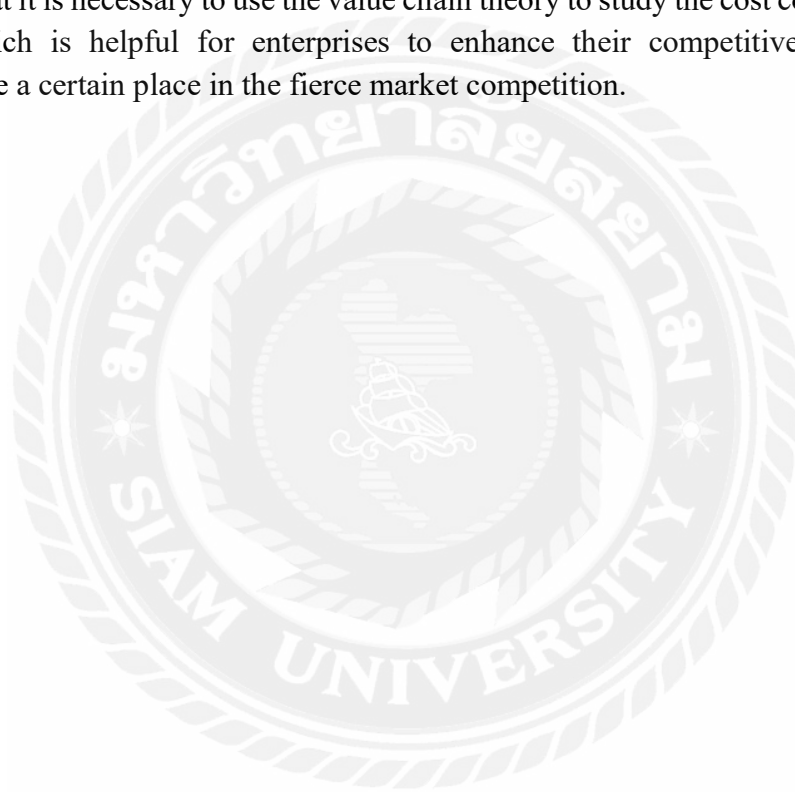 it is necessary to use the value chain theory to study the cost
is helpful for enterprises to enhance their competitive
a certain place in the fierce market competition.
มหาวิทยาลัยสยาม
SIAM UNIVERSITY